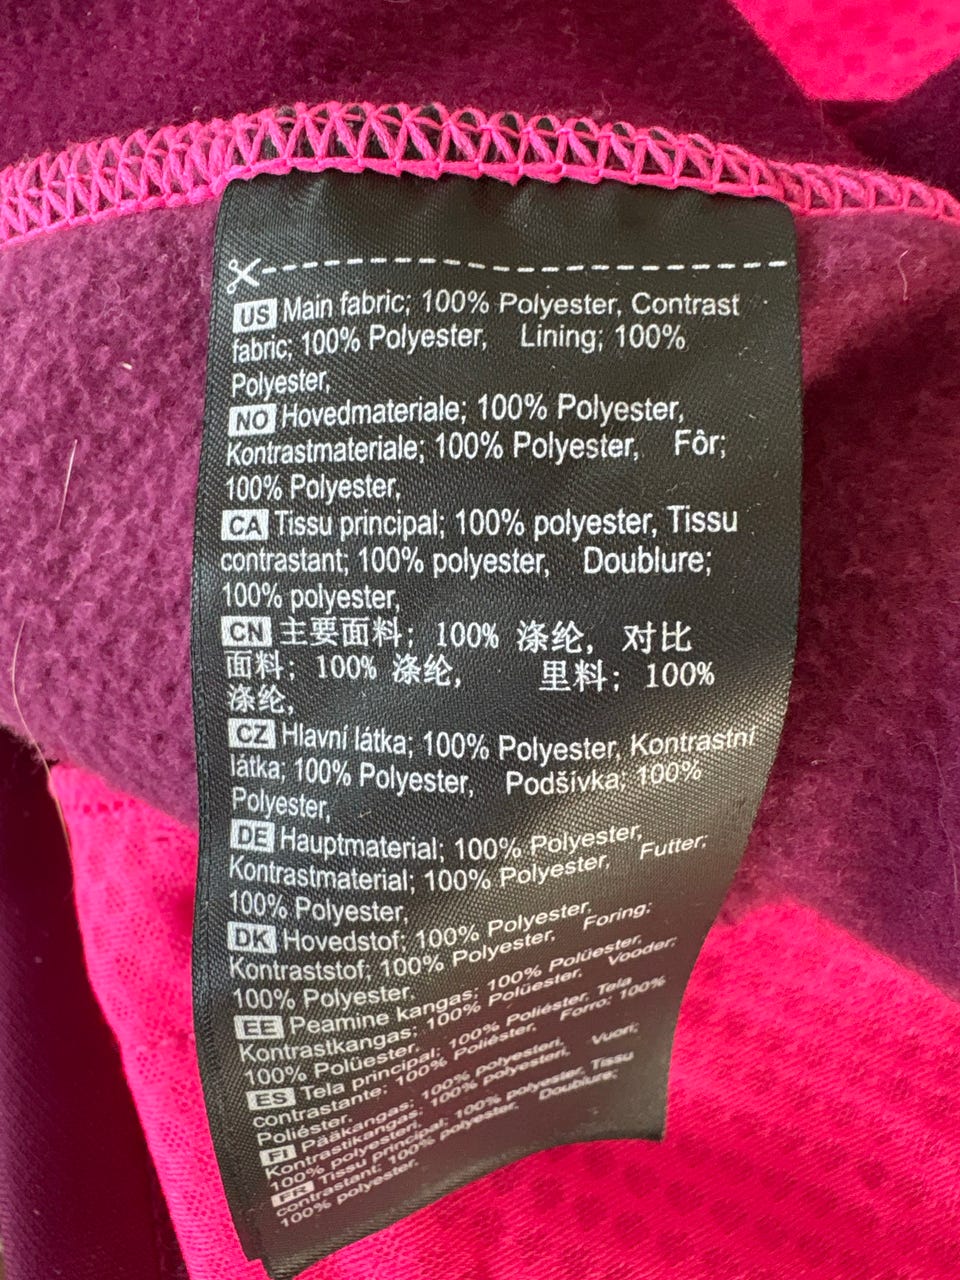 US Main fabric; 100% Polyester, Contrast
fabric; 100% Polyester, Lining; 100%
Polyester,
NO Hovedmateriale; 100% Polyester,
Kontrastmateriale; 100% Polyester, Fôr;
100% Polyester,
CA Tissu principal; 100% polyester, Tissu
contrastant; 100% polyester, Doublure;
100% polyester,
CN 主要面料; 100% 涤纶, 对比
面料; 100% 涤纶, 里料; 100%
涤纶,
CZ Hlavní látka; 100% Polyester, Kontrastní
látka; 100% Polyester, Podšívka; 100%
Polyester,
DE Hauptmaterial; 100% Polyester,
Kontrastmaterial; 100% Polyester, Futter;
100% Polyester,
DK Hovedstof; 100% Polyester,
Kontraststof; 100% Polyester, Foring;
100% Polyester,
EE Peamine kangas; 100% Polüester,
Kontrastkangas; 100% Polüester, Vooder;
100% Polüester,
ES Tela principal; 100% Poliéster, Tela
contrastante; 100% Poliéster, Forro; 100%
Poliéster,
FI Pääkangas; 100% polyesteri,
Kontrastikangas; 100% polyesteri, Vuori;
100% polyesteri,
FR Tissu principal; 100% polyester, Tissu
contrastant; 100% polyester, Doublure;
100% polyester,